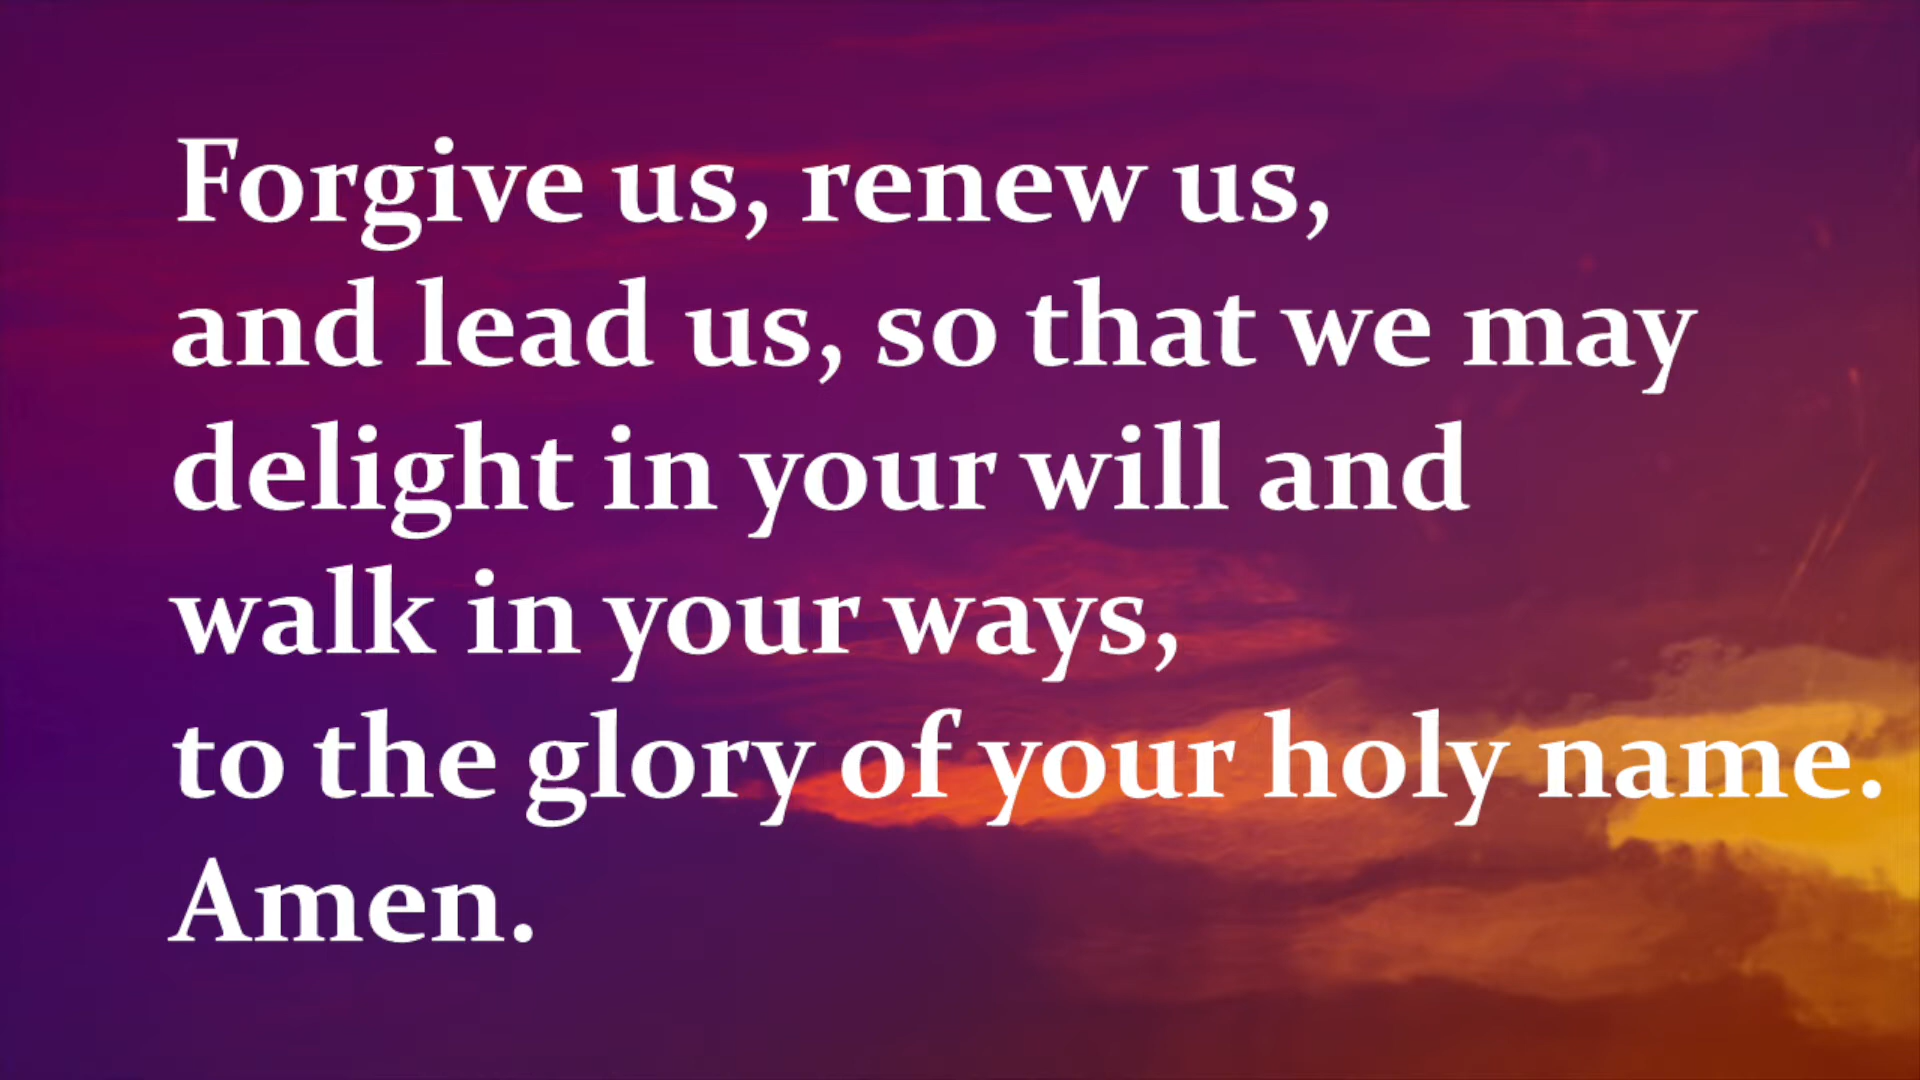 Forgive us, renew us,
and lead us, so that we may
delight in your will and
walk in your ways,
to the glory of your holy name.
Amen.